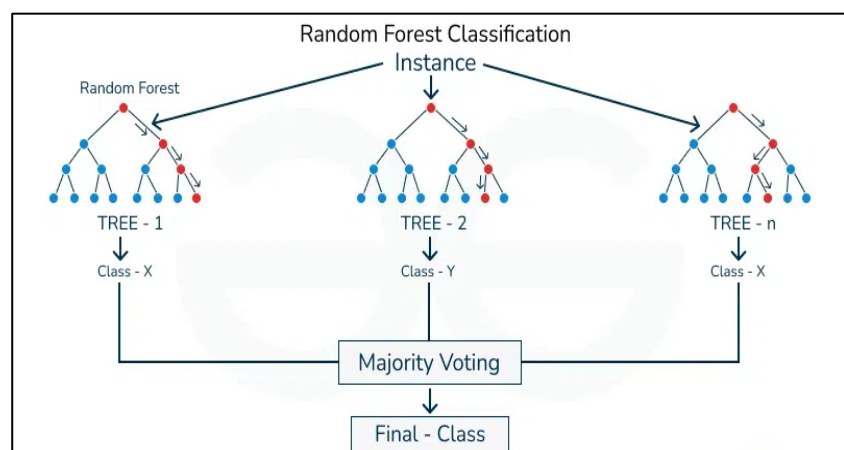 Random Forest Classification
Instance
Random Forest
TREE - 1
TREE - 2
TREE - n
Class - X
Class - Y
Class - X
Majority Voting
Final - Class